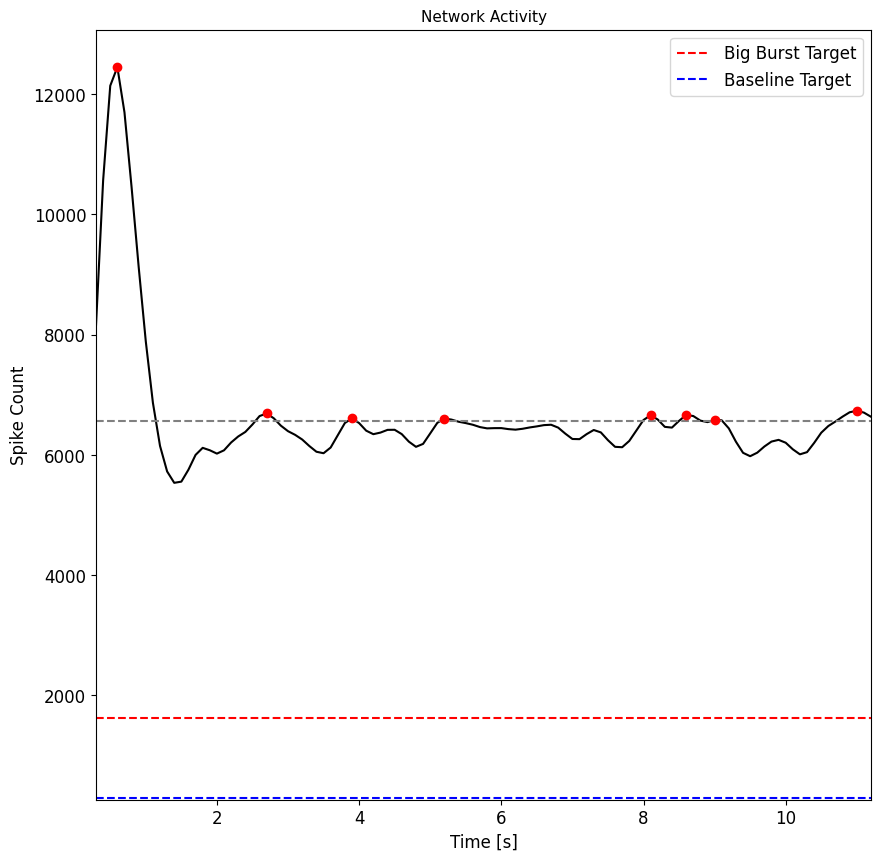 Network Activity
Big Burst Target
Baseline Target
12000
10000
8000
6000
4000
2000
Spike Count
2 4 6 8 10
Time [s]